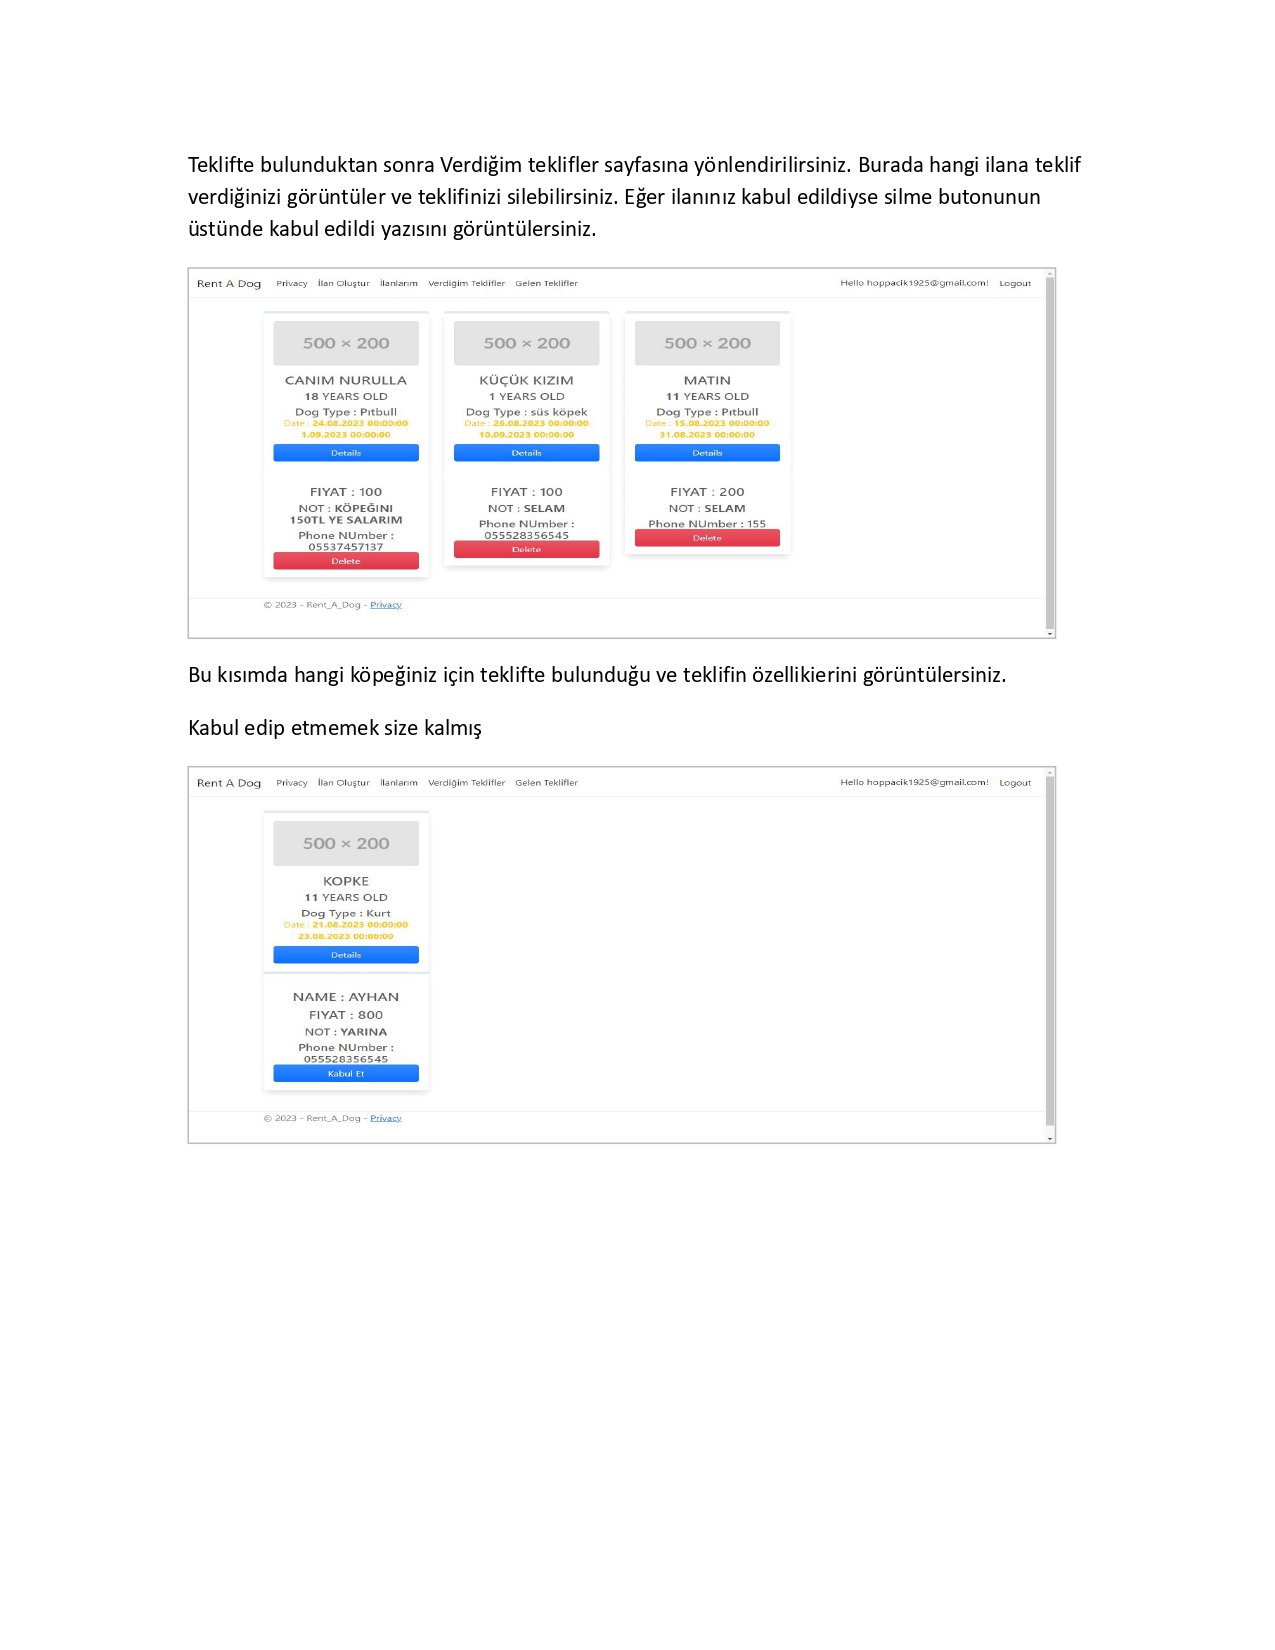 Teklifte bulunduktan sonra Verdiğim teklifler sayfasına yönlendirilirsiniz. Burada hangi ilana teklif
verdiğinizi görüntüler ve teklifinizi silebilirsiniz. Eğer ilanınız kabul edildiyse silme butonunun
üstünde kabul edildi yazısını görüntülersiniz.
Rent A Dog Privacy İlan Oluştur İlanlarım Verdiğim Teklifler Gelen Teklifler Hello hoppacik1925@gmail.com! Logout
500 × 200
CANIM NURULLA
18 YEARS OLD
Dog Type : Pıtbull
Date : 24.08.2023 00:00:00
1.09.2023 00:00:00
Details
FIYAT : 100
NOT : KÖPEĞINI
150TL YE SALARIM
Phone NUmber :
05537457137
Delete
500 × 200
KÜÇÜK KIZIM
1 YEARS OLD
Dog Type : süs köpek
Date : 26.08.2023 00:00:00
10.09.2023 00:00:00
Details
FIYAT : 100
NOT : SELAM
Phone NUmber :
055528356545
Delete
500 × 200
MATIN
11 YEARS OLD
Dog Type : Pıtbull
Date : 15.08.2023 00:00:00
31.08.2023 00:00:00
Details
FIYAT : 200
NOT : SELAM
Phone NUmber : 155
Delete
© 2023 - Rent_A_Dog - Privacy
Bu kısımda hangi köpeğiniz için teklifte bulunduğu ve teklifin özellikierini görüntülersiniz.
Kabul edip etmemek size kalmış
Rent A Dog Privacy İlan Oluştur İlanlarım Verdiğim Teklifler Gelen Teklifler Hello hoppacik1925@gmail.com! Logout
500 × 200
KOPKE
11 YEARS OLD
Dog Type : Kurt
Date : 21.08.2023 00:00:00
23.08.2023 00:00:00
Details
NAME : AYHAN
FIYAT : 800
NOT : YARINA
Phone NUmber :
055528356545
Kabul Et
© 2023 - Rent_A_Dog - Privacy